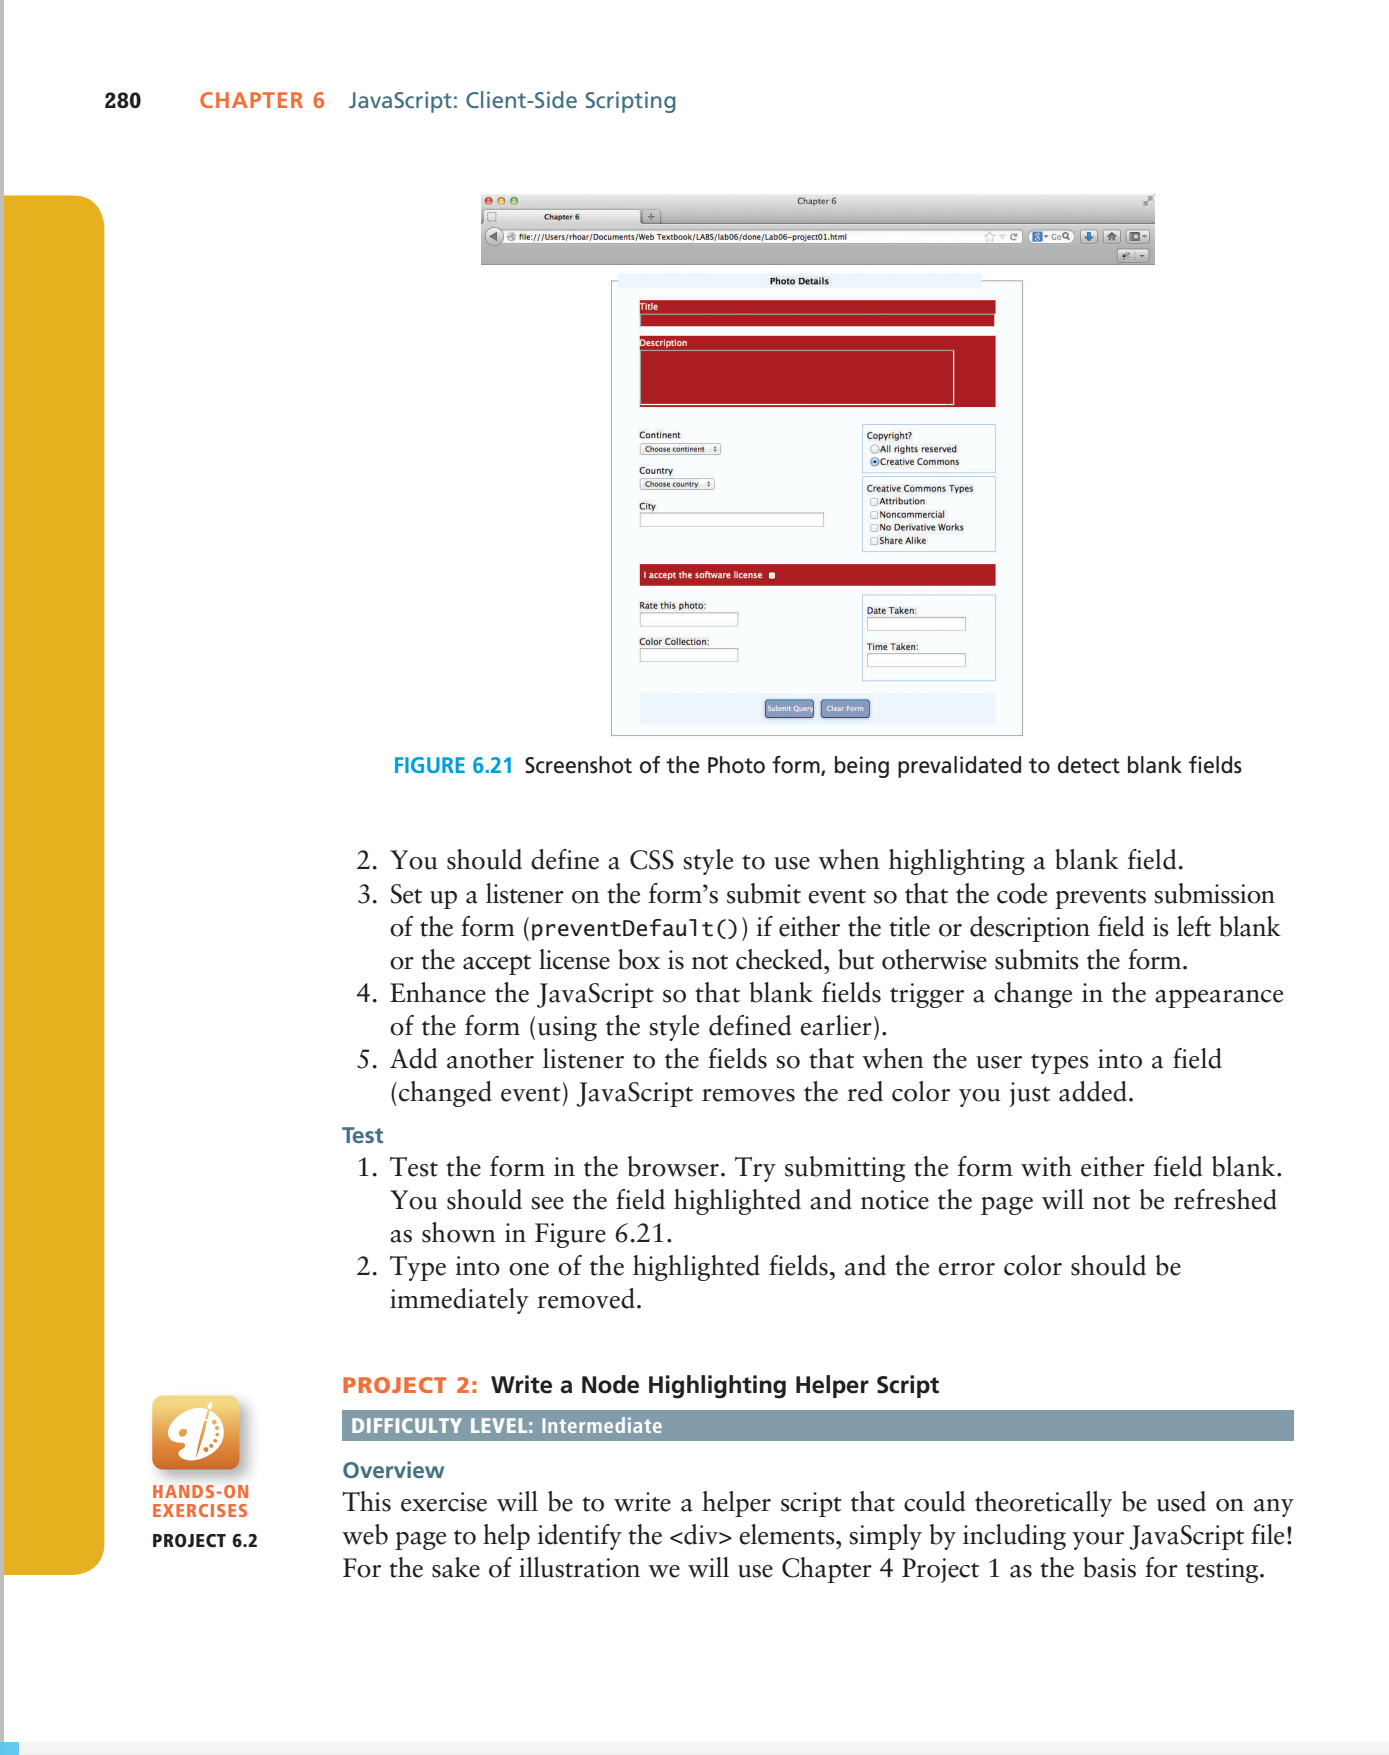 280 CHAPTER 6 JavaScript: Client-Side Scripting
Chapter 6
Chapter 6
file:///Users/rhoar/Documents/Web Textbook/LABS/lab06/done/Lab06-project01.html
Goo
Photo Details
Title
Description
Continent
Choose continent
Country
Choose country
City
Copyright?
All rights reserved
Creative Commons
Creative Commons Types
Attribution
Noncommercial
No Derivative Works
Share Alike
I accept the software license
Rate this photo:
Color Collection:
Date Taken:
Time Taken:
Submit Query Clear Form
FIGURE 6.21 Screenshot of the Photo form, being prevalidated to detect blank fields
2. You should define a CSS style to use when highlighting a blank field.
3. Set up a listener on the form’s submit event so that the code prevents submission
of the form (preventDefault()) if either the title or description field is left blank
or the accept license box is not checked, but otherwise submits the form.
4. Enhance the JavaScript so that blank fields trigger a change in the appearance
of the form (using the style defined earlier).
5. Add another listener to the fields so that when the user types into a field
(changed event) JavaScript removes the red color you just added.
Test
1. Test the form in the browser. Try submitting the form with either field blank.
You should see the field highlighted and notice the page will not be refreshed
as shown in Figure 6.21.
2. Type into one of the highlighted fields, and the error color should be
immediately removed.
PROJECT 2: Write a Node Highlighting Helper Script
DIFFICULTY LEVEL: Intermediate
HANDS-ON
EXERCISES
PROJECT 6.2
Overview
This exercise will be to write a helper script that could theoretically be used on any
web page to help identify the <div> elements, simply by including your JavaScript file!
For the sake of illustration we will use Chapter 4 Project 1 as the basis for testing.